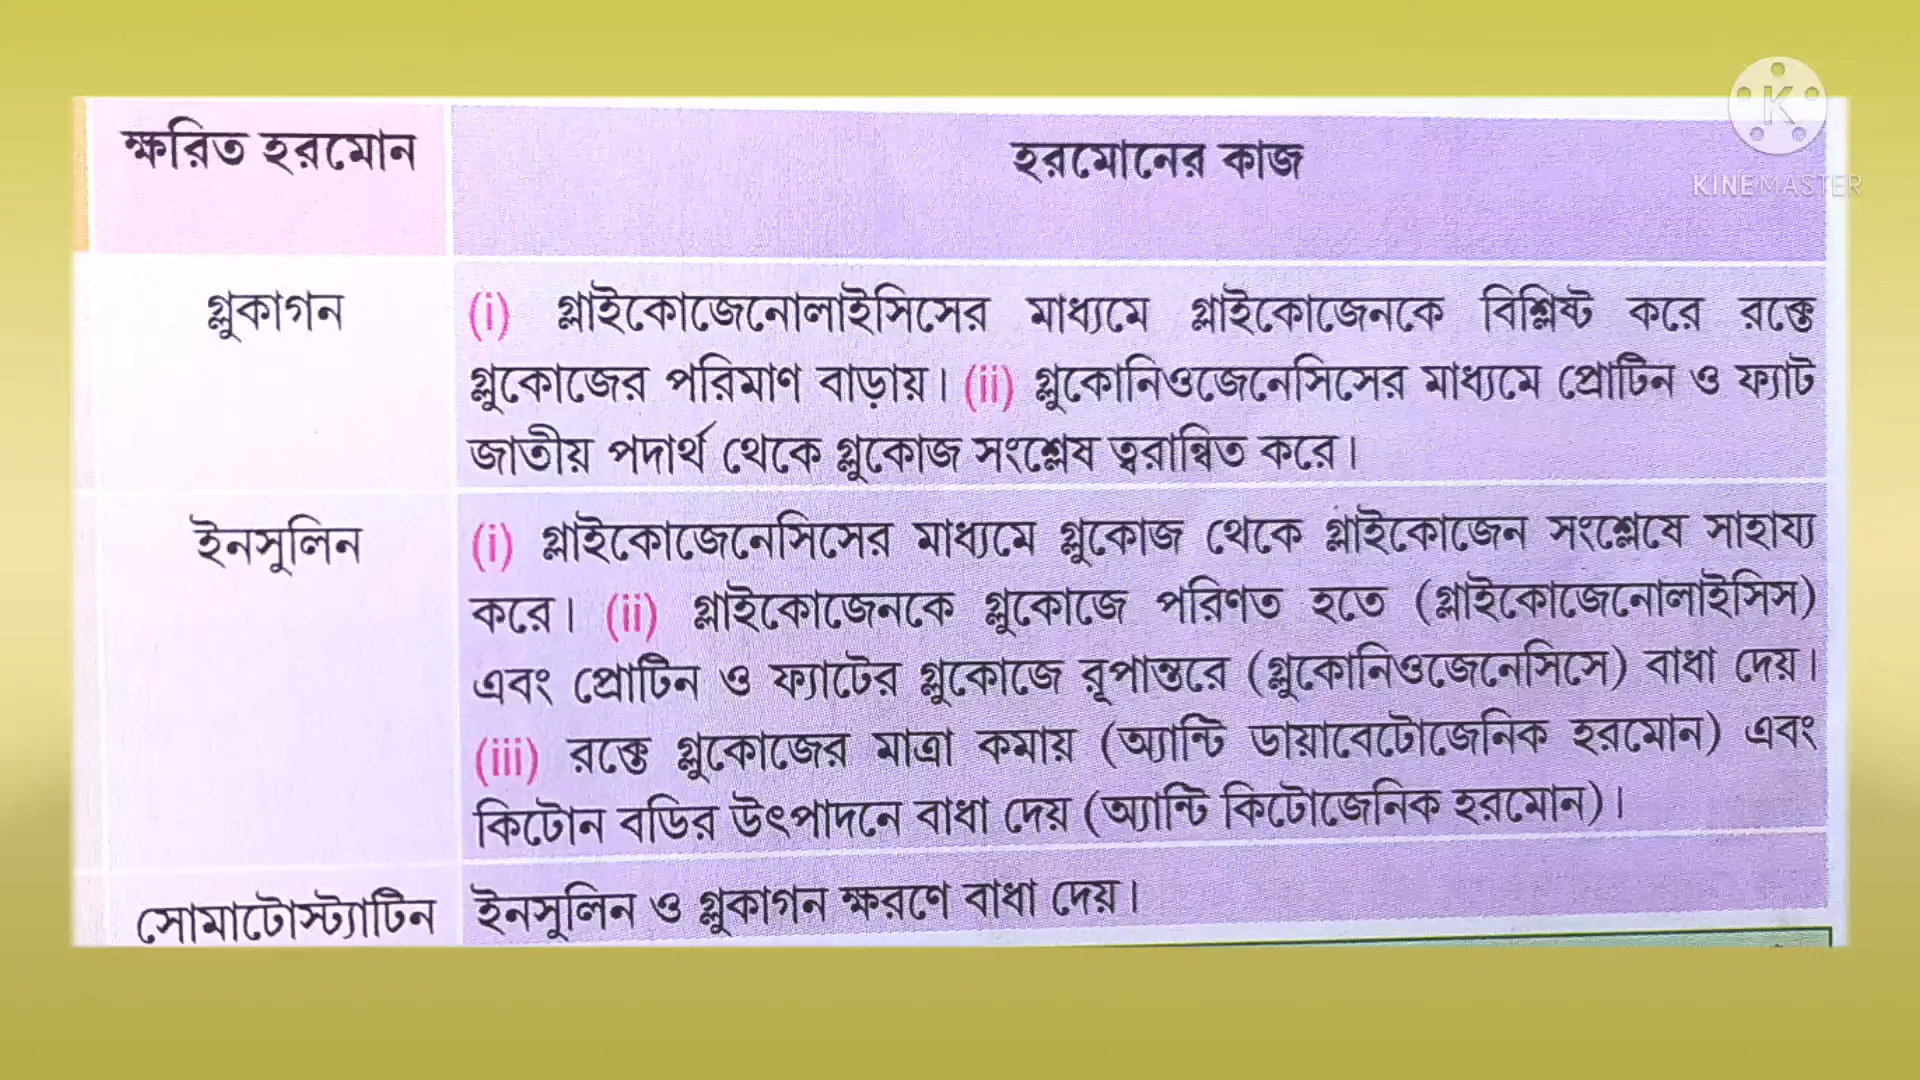 ক্ষরিত হরমোন
হরমোনের কাজ
KINEMASTER
গ্লুকাগন
(i) গ্লাইকোজেনোলাইসিসের মাধ্যমে গ্লাইকোজেনকে বিশ্লিষ্ট করে রক্তে
গ্লুকোজের পরিমাণ বাড়ায়। (ii) গ্লুকোনিওজেনেসিসের মাধ্যমে প্রোটিন ও ফ্যাট
জাতীয় পদার্থ থেকে গ্লুকোজ সংশ্লেষ ত্বরান্বিত করে।
ইনসুলিন
(i) গ্লাইকোজেনেসিসের মাধ্যমে গ্লুকোজ থেকে গ্লাইকোজেন সংশ্লেষে সাহায্য
করে। (ii) গ্লাইকোজেনকে গ্লুকোজে পরিণত হতে (গ্লাইকোজেনোলাইসিস)
এবং প্রোটিন ও ফ্যাটের গ্লুকোজে রূপান্তরে (গ্লুকোনিওজেনেসিসে) বাধা দেয়।
(iii) রক্তে গ্লুকোজের মাত্রা কমায় (অ্যান্টি ডায়াবেটোজেনিক হরমোন) এবং
কিটোন বডির উৎপাদনে বাধা দেয় (অ্যান্টি কিটোজেনিক হরমোন)।
সোমাটোস্ট্যাটিন
ইনসুলিন ও গ্লুকাগন ক্ষরণে বাধা দেয়।